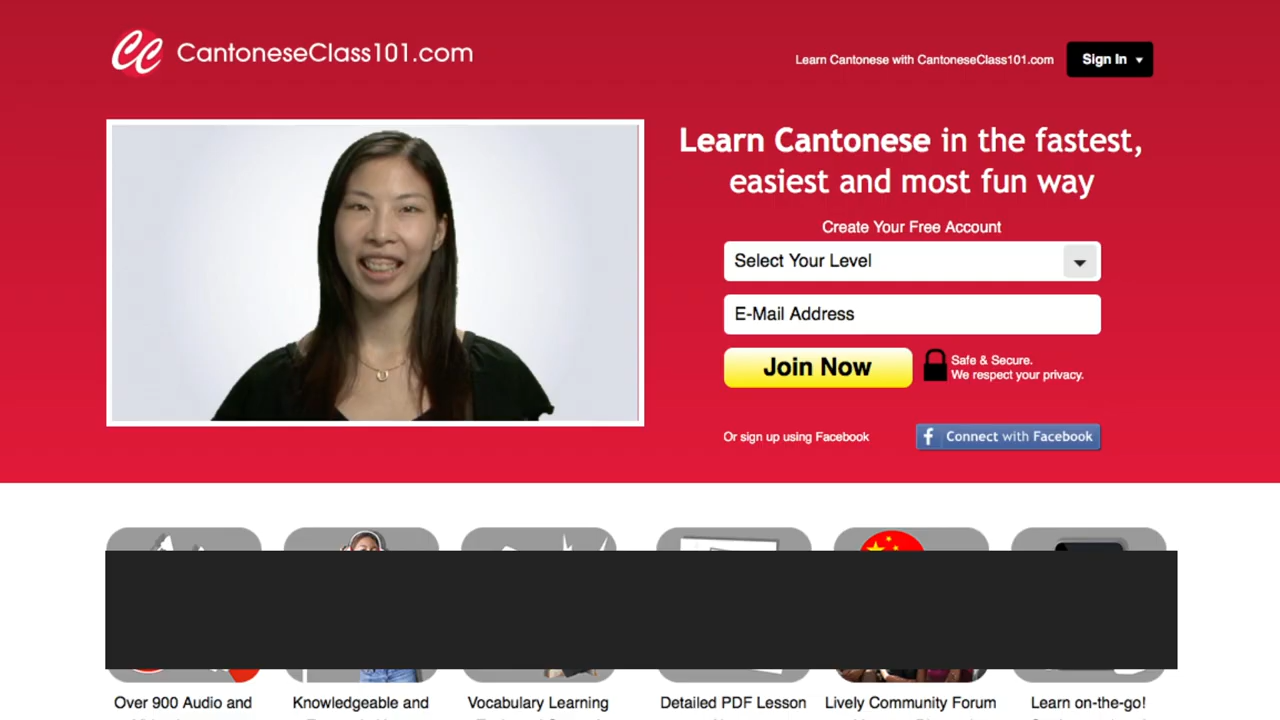 CantoneseClass101.com
Learn Cantonese with CantoneseClass101.com
Sign In
Learn Cantonese in the fastest,
easiest and most fun way
Create Your Free Account
Select Your Level
E-Mail Address
Join Now
Safe & Secure.
We respect your privacy.
Or sign up using Facebook
Connect with Facebook
Over 900 Audio and
Knowledgeable and
Vocabulary Learning
Detailed PDF Lesson
Lively Community Forum
Learn on-the-go!